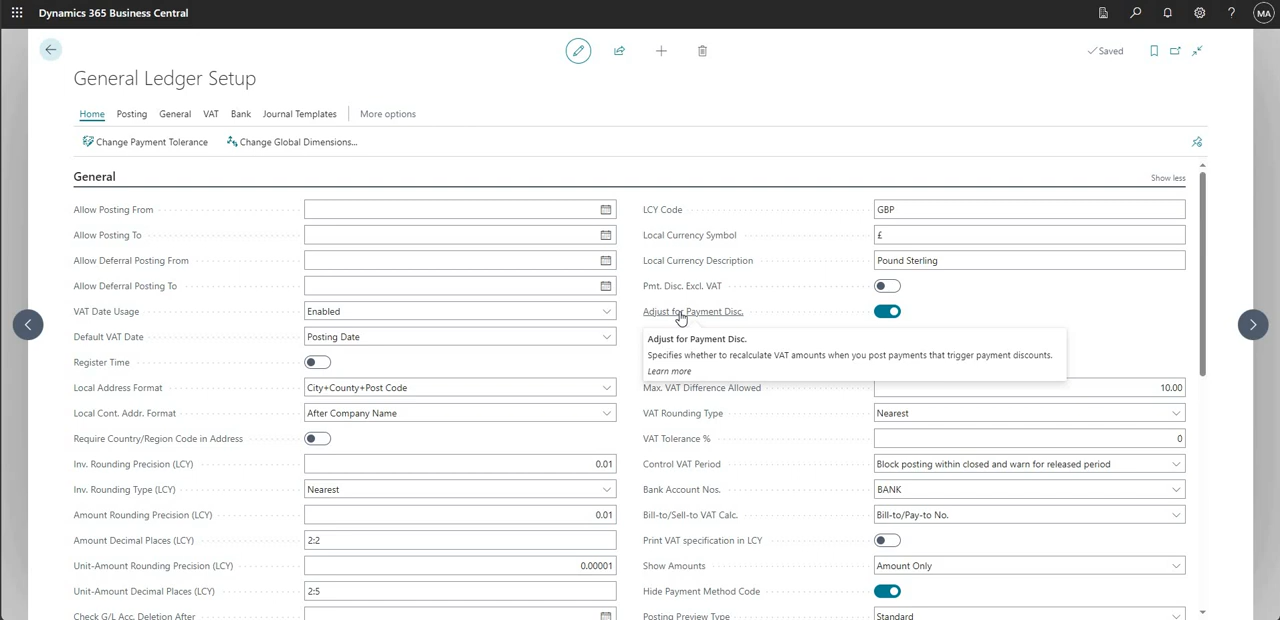 Dynamics 365 Business Central
MA
Saved
General Ledger Setup
Home Posting General VAT Bank Journal Templates More options
Change Payment Tolerance Change Global Dimensions...
General
Show less
Allow Posting From
Allow Posting To
Allow Deferral Posting From
Allow Deferral Posting To
VAT Date Usage Enabled
Default VAT Date Posting Date
Register Time
Local Address Format City+County+Post Code
Local Cont. Addr. Format After Company Name
Require Country/Region Code in Address
Inv. Rounding Precision (LCY) 0.01
Inv. Rounding Type (LCY) Nearest
Amount Rounding Precision (LCY) 0.01
Amount Decimal Places (LCY) 2:2
Unit-Amount Rounding Precision (LCY) 0.00001
Unit-Amount Decimal Places (LCY) 2:5
Check G/L Acc. Deletion After
LCY Code GBP
Local Currency Symbol £
Local Currency Description Pound Sterling
Pmt. Disc. Excl. VAT
Adjust for Payment Disc.
Adjust for Payment Disc.
Specifies whether to recalculate VAT amounts when you post payments that trigger payment discounts.
Learn more
Max. VAT Difference Allowed 10.00
VAT Rounding Type Nearest
VAT Tolerance % 0
Control VAT Period Block posting within closed and warn for released period
Bank Account Nos. BANK
Bill-to/Sell-to VAT Calc. Bill-to/Pay-to No.
Print VAT specification in LCY
Show Amounts Amount Only
Hide Payment Method Code
Posting Preview Type Standard